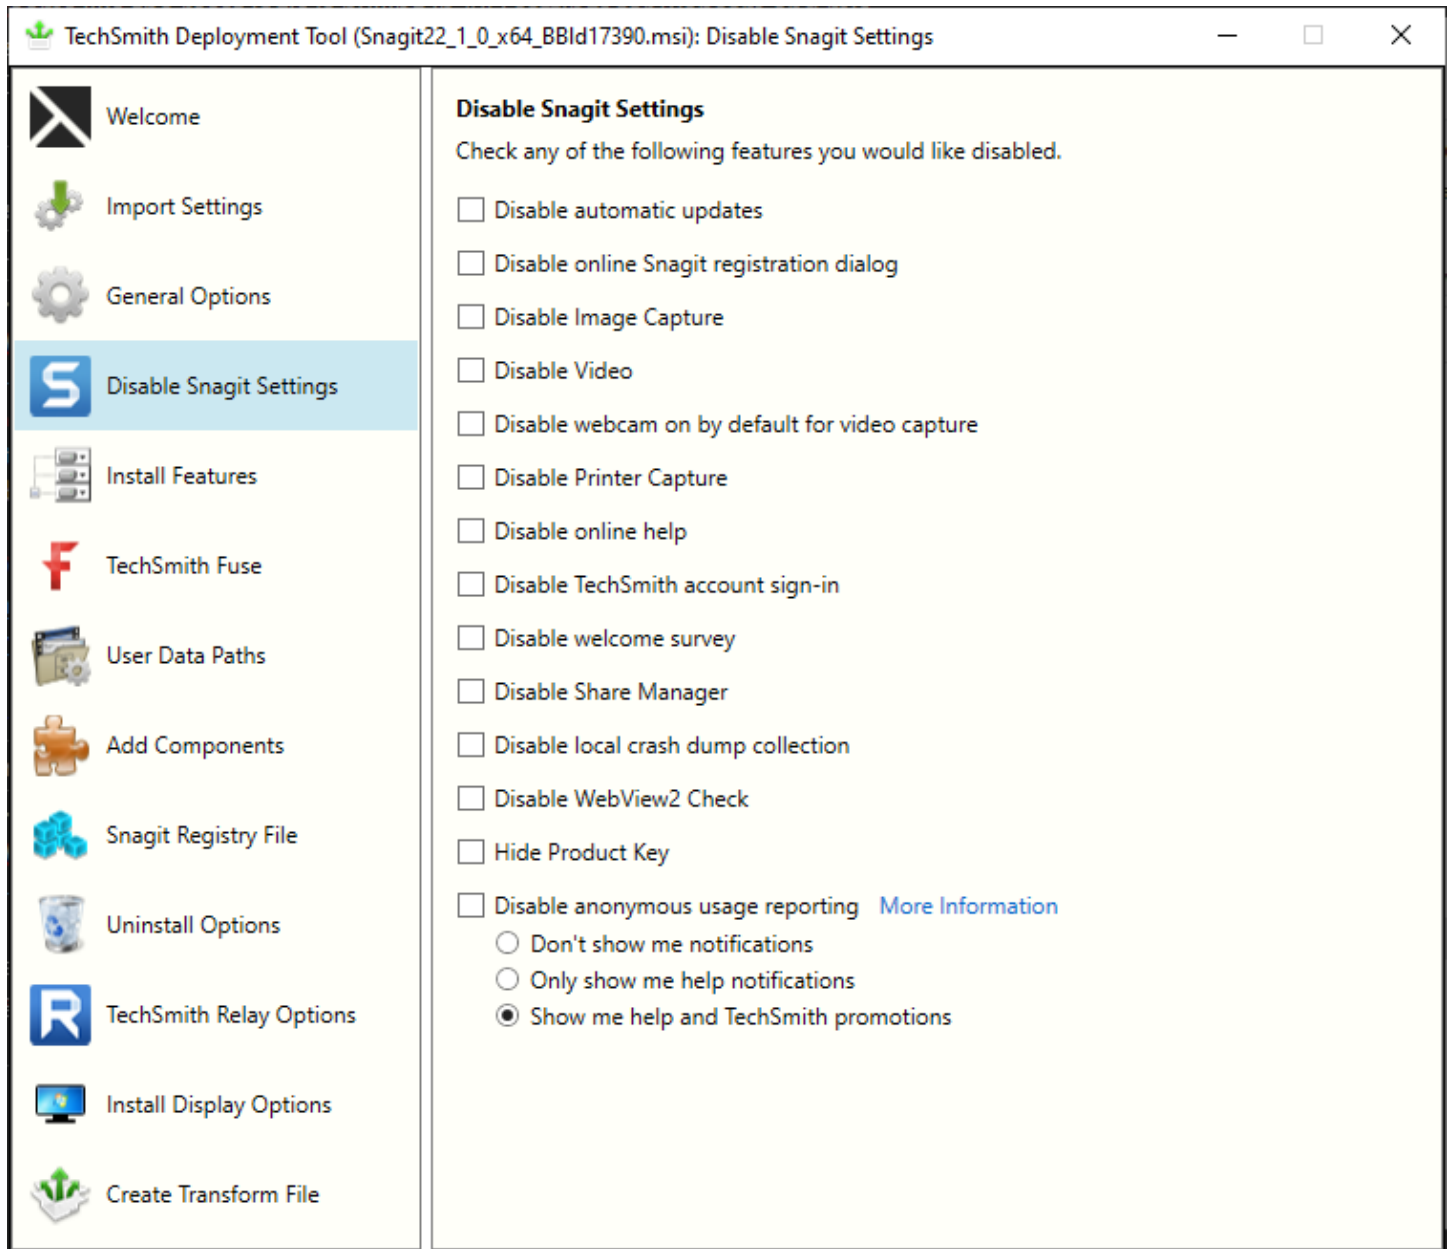 TechSmith Deployment Tool (Snagit22_1_0_x64_BBId17390.msi): Disable Snagit Settings
Welcome
Import Settings
General Options
Disable Snagit Settings
Install Features
TechSmith Fuse
User Data Paths
Add Components
Snagit Registry File
Uninstall Options
TechSmith Relay Options
Install Display Options
Create Transform File
Disable Snagit Settings
Check any of the following features you would like disabled.
Disable automatic updates
Disable online Snagit registration dialog
Disable Image Capture
Disable Video
Disable webcam on by default for video capture
Disable Printer Capture
Disable online help
Disable TechSmith account sign-in
Disable welcome survey
Disable Share Manager
Disable local crash dump collection
Disable WebView2 Check
Hide Product Key
Disable anonymous usage reporting More Information
Don't show me notifications
Only show me help notifications
Show me help and TechSmith promotions